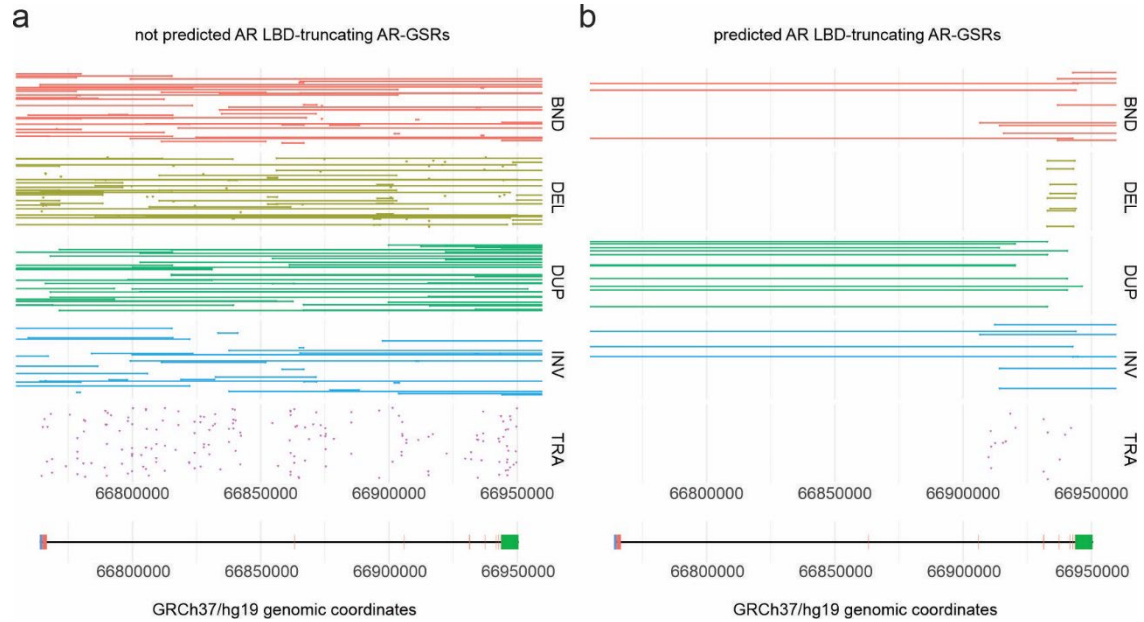 a
not predicted AR LBD-truncating AR-GSRs
BND
DEL
DUP
INV
TRA
66800000 66850000 66900000 66950000
66800000 66850000 66900000 66950000
GRCh37/hg19 genomic coordinates
b
predicted AR LBD-truncating AR-GSRs
BND
DEL
DUP
INV
TRA
66800000 66850000 66900000 66950000
66800000 66850000 66900000 66950000
GRCh37/hg19 genomic coordinates